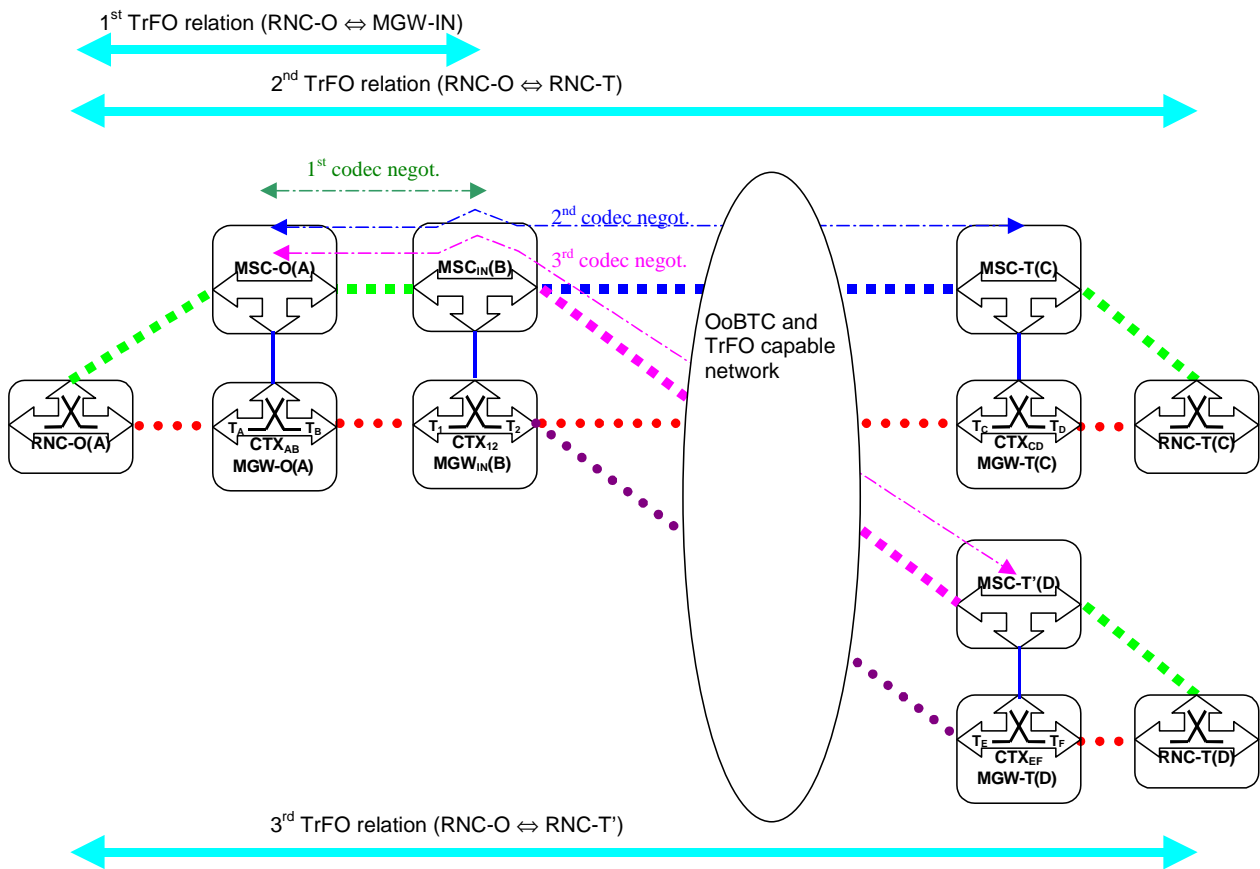 1st TrFO relation (RNC-O ⇔ MGW-IN)
2nd TrFO relation (RNC-O ⇔ RNC-T)
1st codec negot.
2nd codec negot.
3rd codec negot.
MSC-O(A)
MSCIN(B)
MSC-T(C)
OoBTC and
TrFO capable
network
RNC-O(A)
TA TB
CTXAB
MGW-O(A)
T1 T2
CTX12
MGWIN(B)
TC TD
CTXCD
MGW-T(C)
RNC-T(C)
MSC-T’(D)
TE TF
CTXEF
MGW-T(D)
RNC-T(D)
3rd TrFO relation (RNC-O ⇔ RNC-T’)